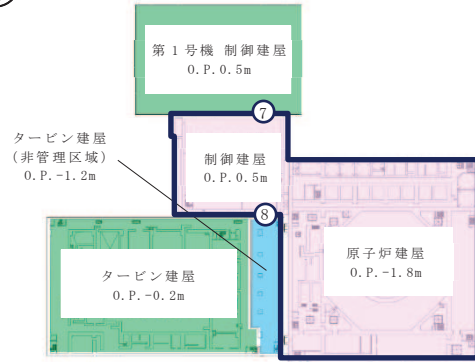 第１号機 制御建屋
O.P.0.5m
⑦
タービン建屋
(非管理区域)
O.P.-1.2m
制御建屋
O.P.0.5m
⑧
タービン建屋
O.P.-0.2m
原子炉建屋
O.P.-1.8m